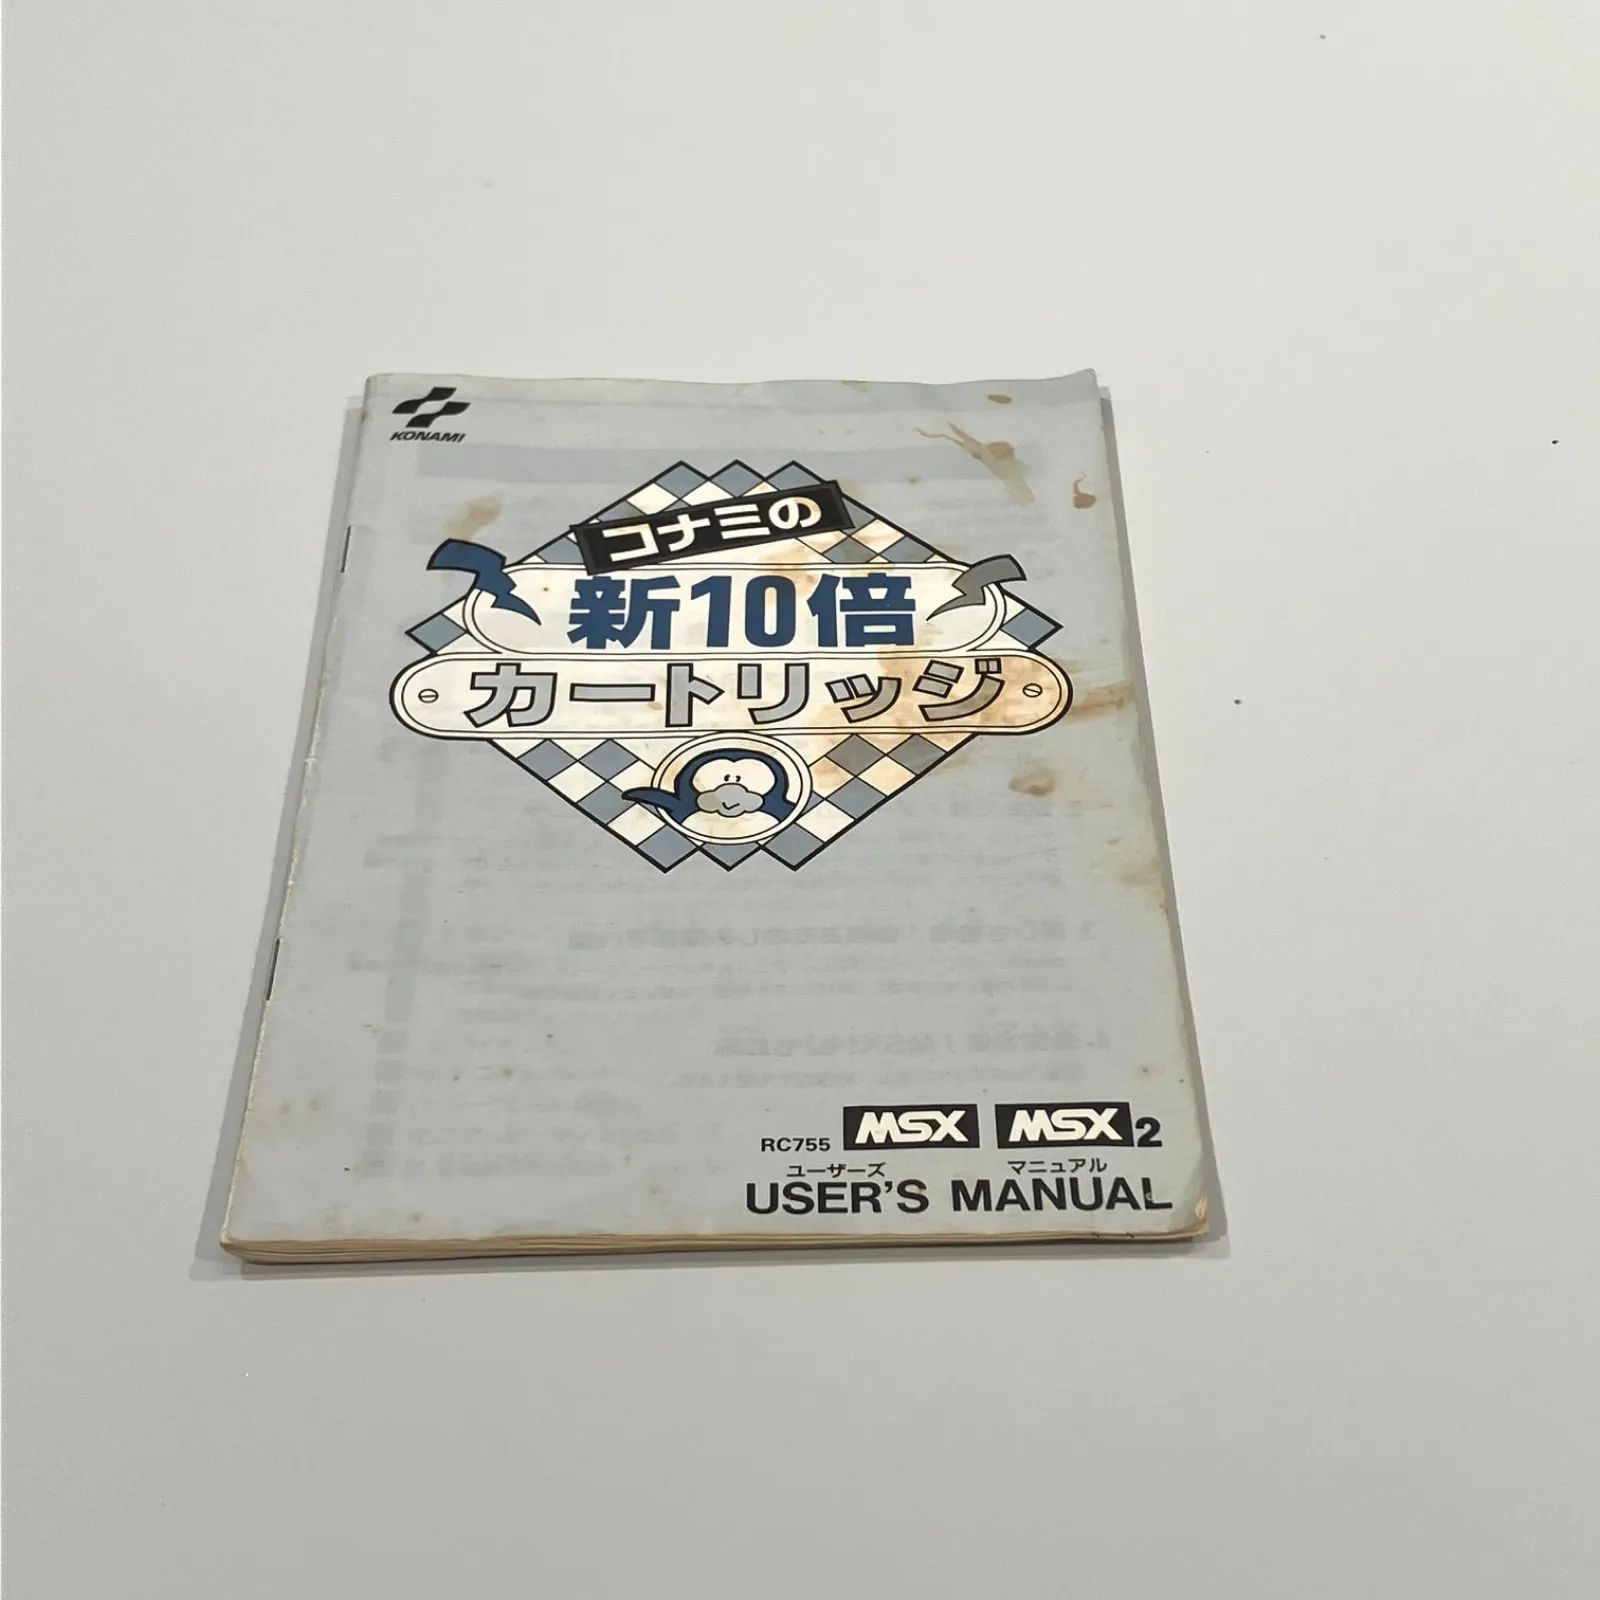 KONAMI
コナミの
新10倍
カートリッジ
RC755 MSX MSX2
ユーザーズ マニュアル
USER'S MANUAL